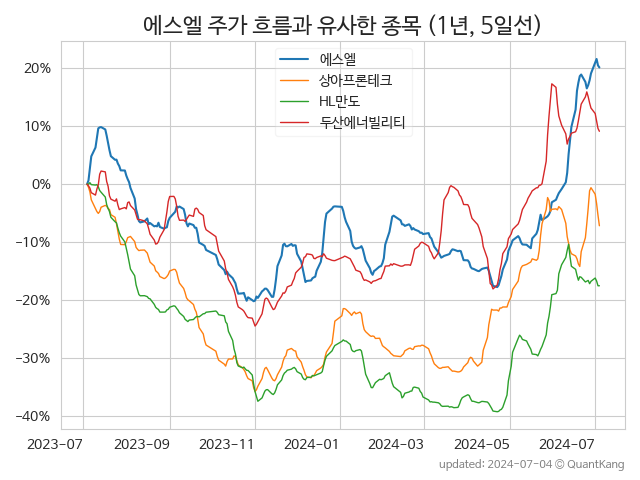 에스엘 주가 흐름과 유사한 종목 (1년, 5일선)
에스엘
상아프론테크
HL만도
두산에너빌리티
20%
10%
0%
−10%
−20%
−30%
−40%
2023-07 2023-09 2023-11 2024-01 2024-03 2024-05 2024-07
updated: 2024-07-04 © QuantKang